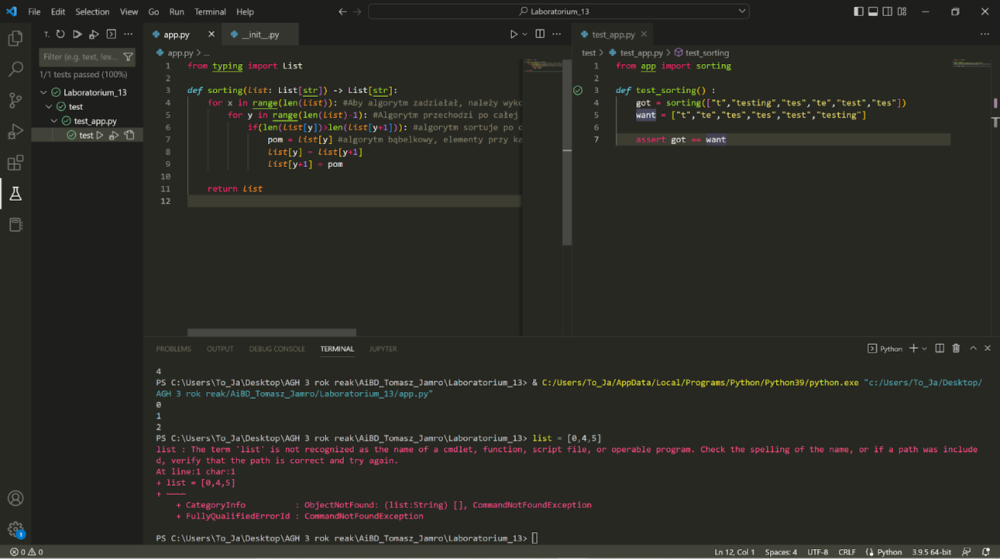 File Edit Selection View Go Run Terminal Help
Laboratorium_13
T.
Filter (e.g. text, !ex...
1/1 tests passed (100%)
Laboratorium_13
test
test_app.py
test
app.py
__init__.py
app.py > ...
1 from typing import List
2
3 def sorting(list: List[str]) -> List[str]:
4 for x in range(len(list)): #Aby algorytm zadziałał, należy wyko
5 for y in range(len(list)-1): #Algorytm przechodzi po całej
6 if(len(list[y])>len(list[y+1])): #algorytm sortuje po d
7 pom = list[y] #algorytm bąbelkowy, elementy przy ka
8 list[y] = list[y+1]
9 list[y+1] = pom
10
11 return list
12
test_app.py
test > test_app.py > test_sorting
1 from app import sorting
2
3 def test_sorting() :
4 got = sorting(["t","testing","tes","te","test","tes"])
5 want = ["t","te","tes","tes","test","testing"]
6
7 assert got == want
PROBLEMS OUTPUT DEBUG CONSOLE TERMINAL JUPYTER
Python
4
PS C:\Users\To_Ja\Desktop\AGH 3 rok reak\AiBD_Tomasz_Jamro\Laboratorium_13> & C:/Users/To_Ja/AppData/Local/Programs/Python/Python39/python.exe "c:/Users/To_Ja/Desktop/
AGH 3 rok reak/AiBD_Tomasz_Jamro/Laboratorium_13/app.py"
0
1
2
PS C:\Users\To_Ja\Desktop\AGH 3 rok reak\AiBD_Tomasz_Jamro\Laboratorium_13> list = [0,4,5]
list : The term 'list' is not recognized as the name of a cmdlet, function, script file, or operable program. Check the spelling of the name, or if a path was include
d, verify that the path is correct and try again.
At line:1 char:1
+ list = [0,4,5]
+ ~~~~
+ CategoryInfo : ObjectNotFound: (list:String) [], CommandNotFoundException
+ FullyQualifiedErrorId : CommandNotFoundException
PS C:\Users\To_Ja\Desktop\AGH 3 rok reak\AiBD_Tomasz_Jamro\Laboratorium_13>
1
0 0
Ln 12, Col 1 Spaces: 4 UTF-8 CRLF Python 3.9.5 64-bit